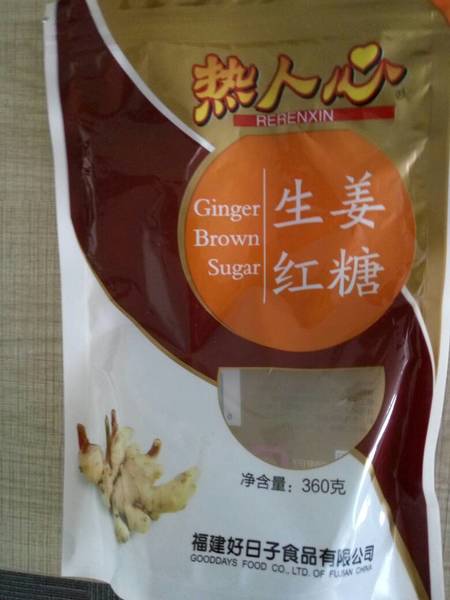 热人心
RERENXIN
Ginger
Brown
Sugar
生姜
红糖
净含量：360克
福建好日子食品有限公司
GOODDAYS FOOD CO., LTD. OF FUJIAN CHINA